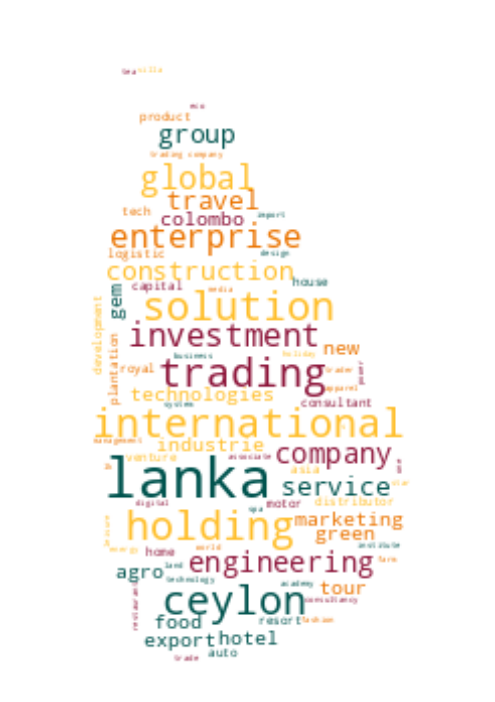 tea villa
eco
product
group
trading company
global
travel
tech colombo import
enterprise
logistic design
construction
gem capital media house
solution
development
investment
plantation
business holiday new
royal trading trader power
technologies apparel
system consultant
international
management industrie
venture associate company
asia
lanka service
digital spa motor distributor
holding marketing
leisure green
energy home world institute
engineering farm
agro land technology academy tour
restaurant ceylon consultancy
food resort fashion
export hotel
trade auto